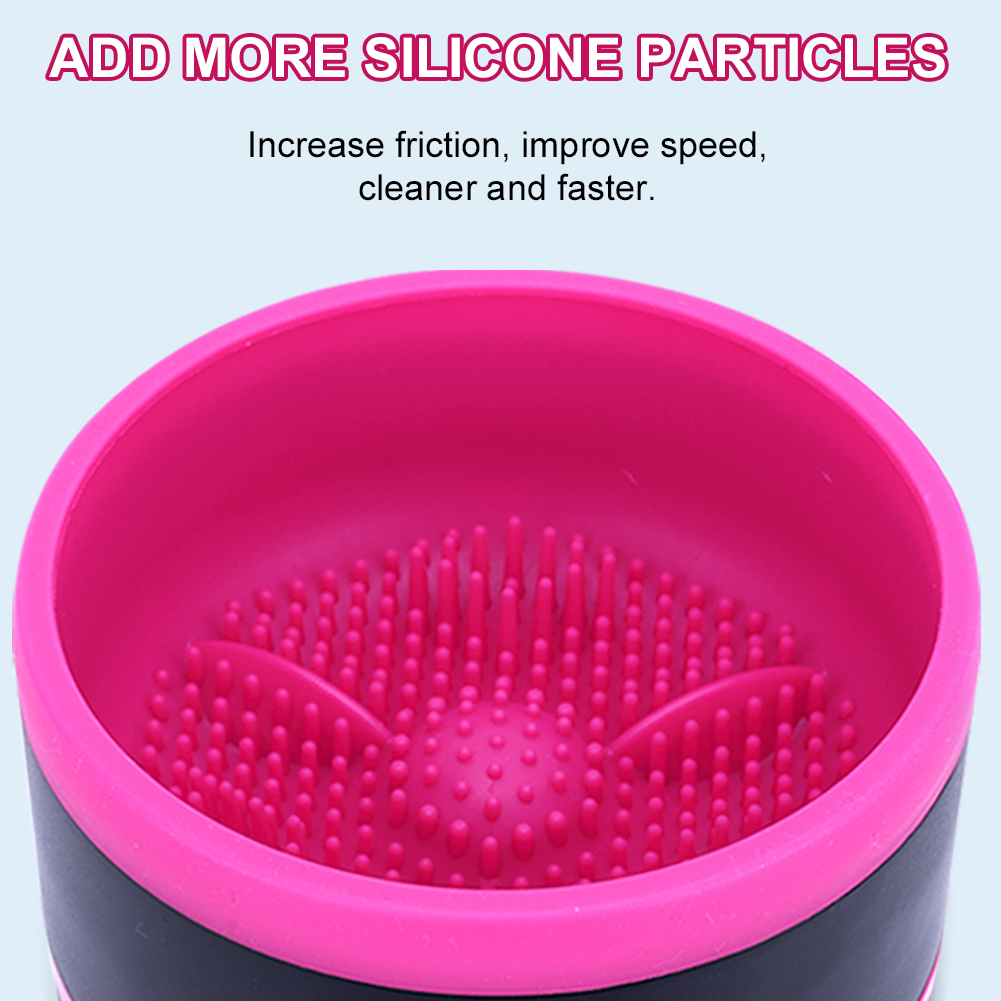 ADD MORE SILICONE PARTICLES
Increase friction, improve speed,
cleaner and faster.